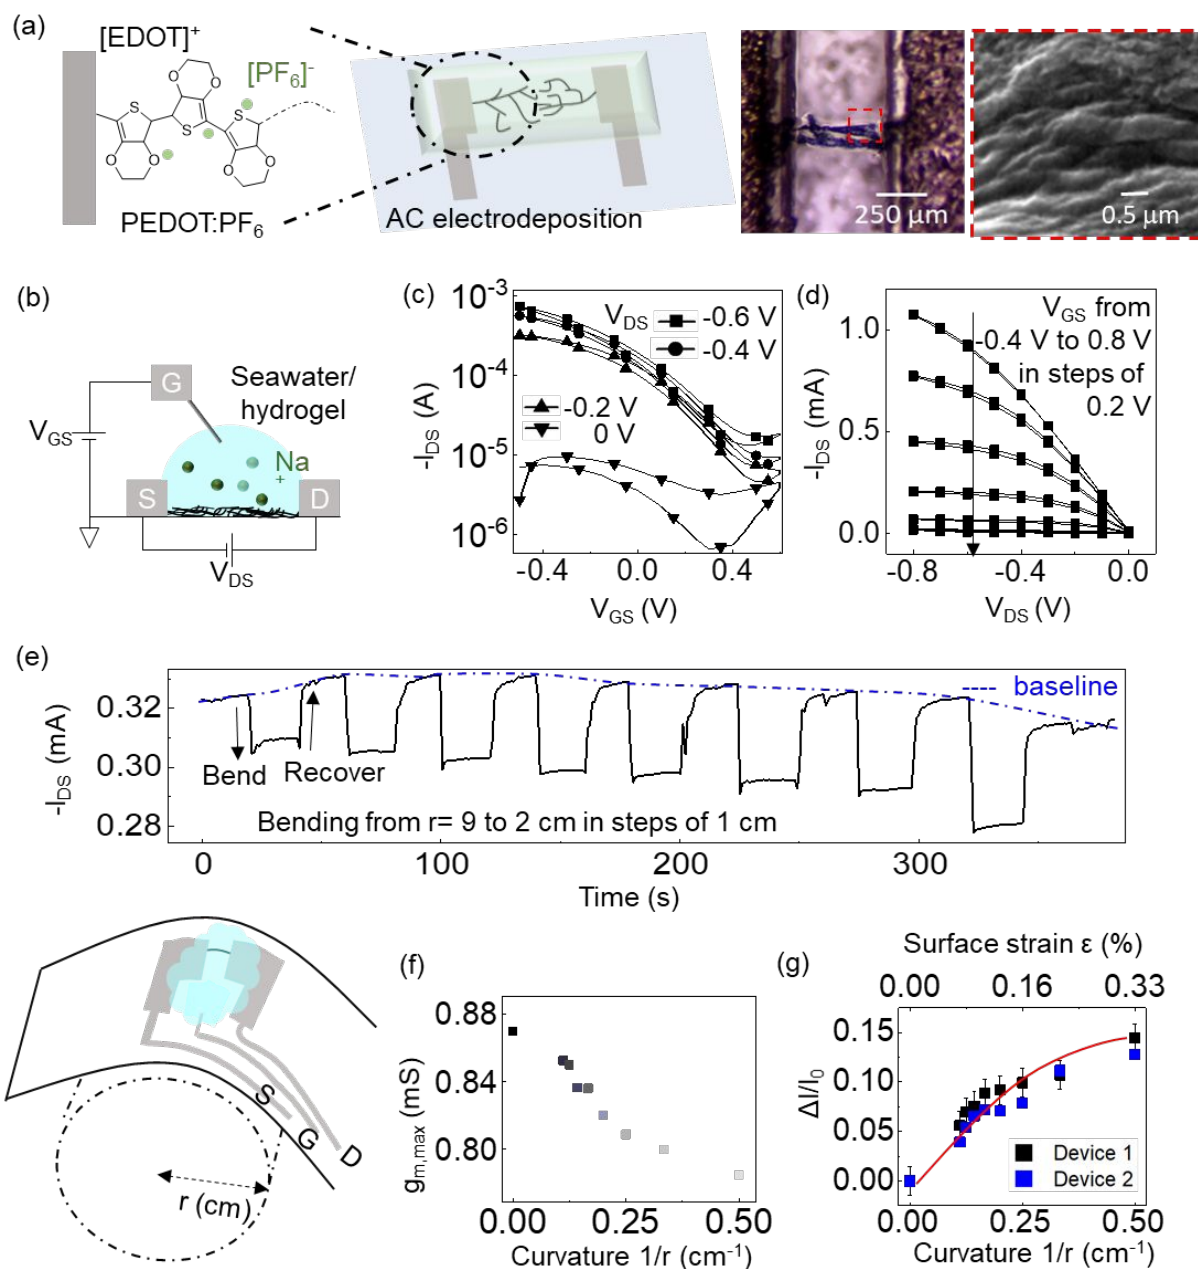 (a)
[EDOT]+
[PF6]-
S
S
S
O
O
O
O
O
O
PEDOT:PF6
AC electrodeposition
250 μm
0.5 μm
(b)
G
Seawater/
hydrogel
VGS
Na
+
S
D
VDS
(c)
10-3
10-4
10-5
10-6
-IDS (A)
VDS
-0.6 V
-0.4 V
-0.2 V
0 V
-0.4
0.0
0.4
VGS (V)
(d)
1.0
0.5
0.0
-IDS (mA)
VGS from
-0.4 V to 0.8 V
in steps of
0.2 V
-0.8
-0.4
0.0
VDS (V)
(e)
0.32
0.30
0.28
-IDS (mA)
baseline
Bend
Recover
Bending from r= 9 to 2 cm in steps of 1 cm
0
100
200
300
Time (s)
S
G
D
r (cm)
(f)
0.88
0.84
0.80
gm,max (mS)
0.00
0.25
0.50
Curvature 1/r (cm-1)
(g)
Surface strain ε (%)
0.00
0.16
0.33
0.15
0.10
0.05
0.00
ΔI/I0
Device 1
Device 2
0.00
0.25
0.50
Curvature 1/r (cm-1)